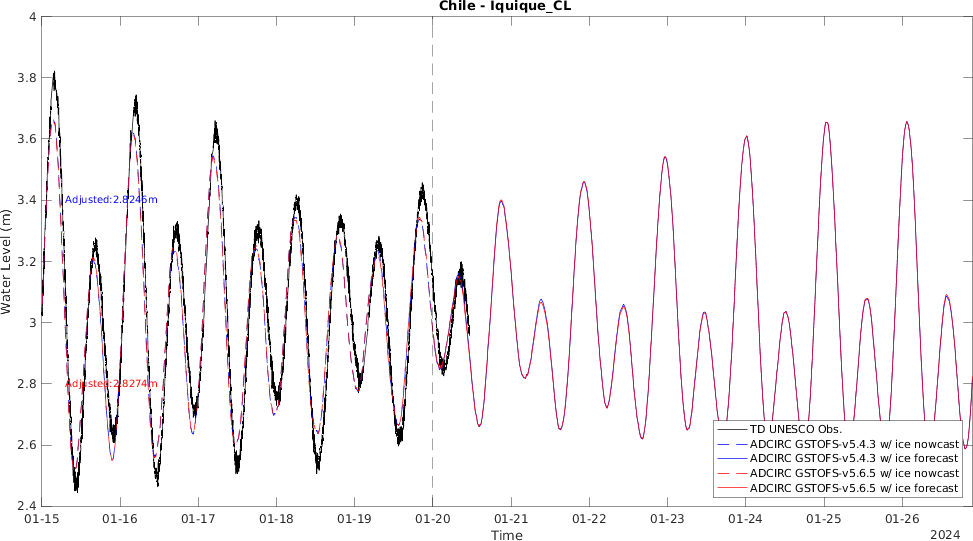 Chile - Iquique_CL
Water Level (m)
4
3.8
3.6
3.4
3.2
3
2.8
2.6
2.4
Adjusted:2.8246m
Adjusted:2.8274m
TD UNESCO Obs.
ADCIRC GSTOFS-v5.4.3 w/ ice nowcast
ADCIRC GSTOFS-v5.4.3 w/ ice forecast
ADCIRC GSTOFS-v5.6.5 w/ ice nowcast
ADCIRC GSTOFS-v5.6.5 w/ ice forecast
01-15 01-16 01-17 01-18 01-19 01-20 01-21 01-22 01-23 01-24 01-25 01-26
Time
2024